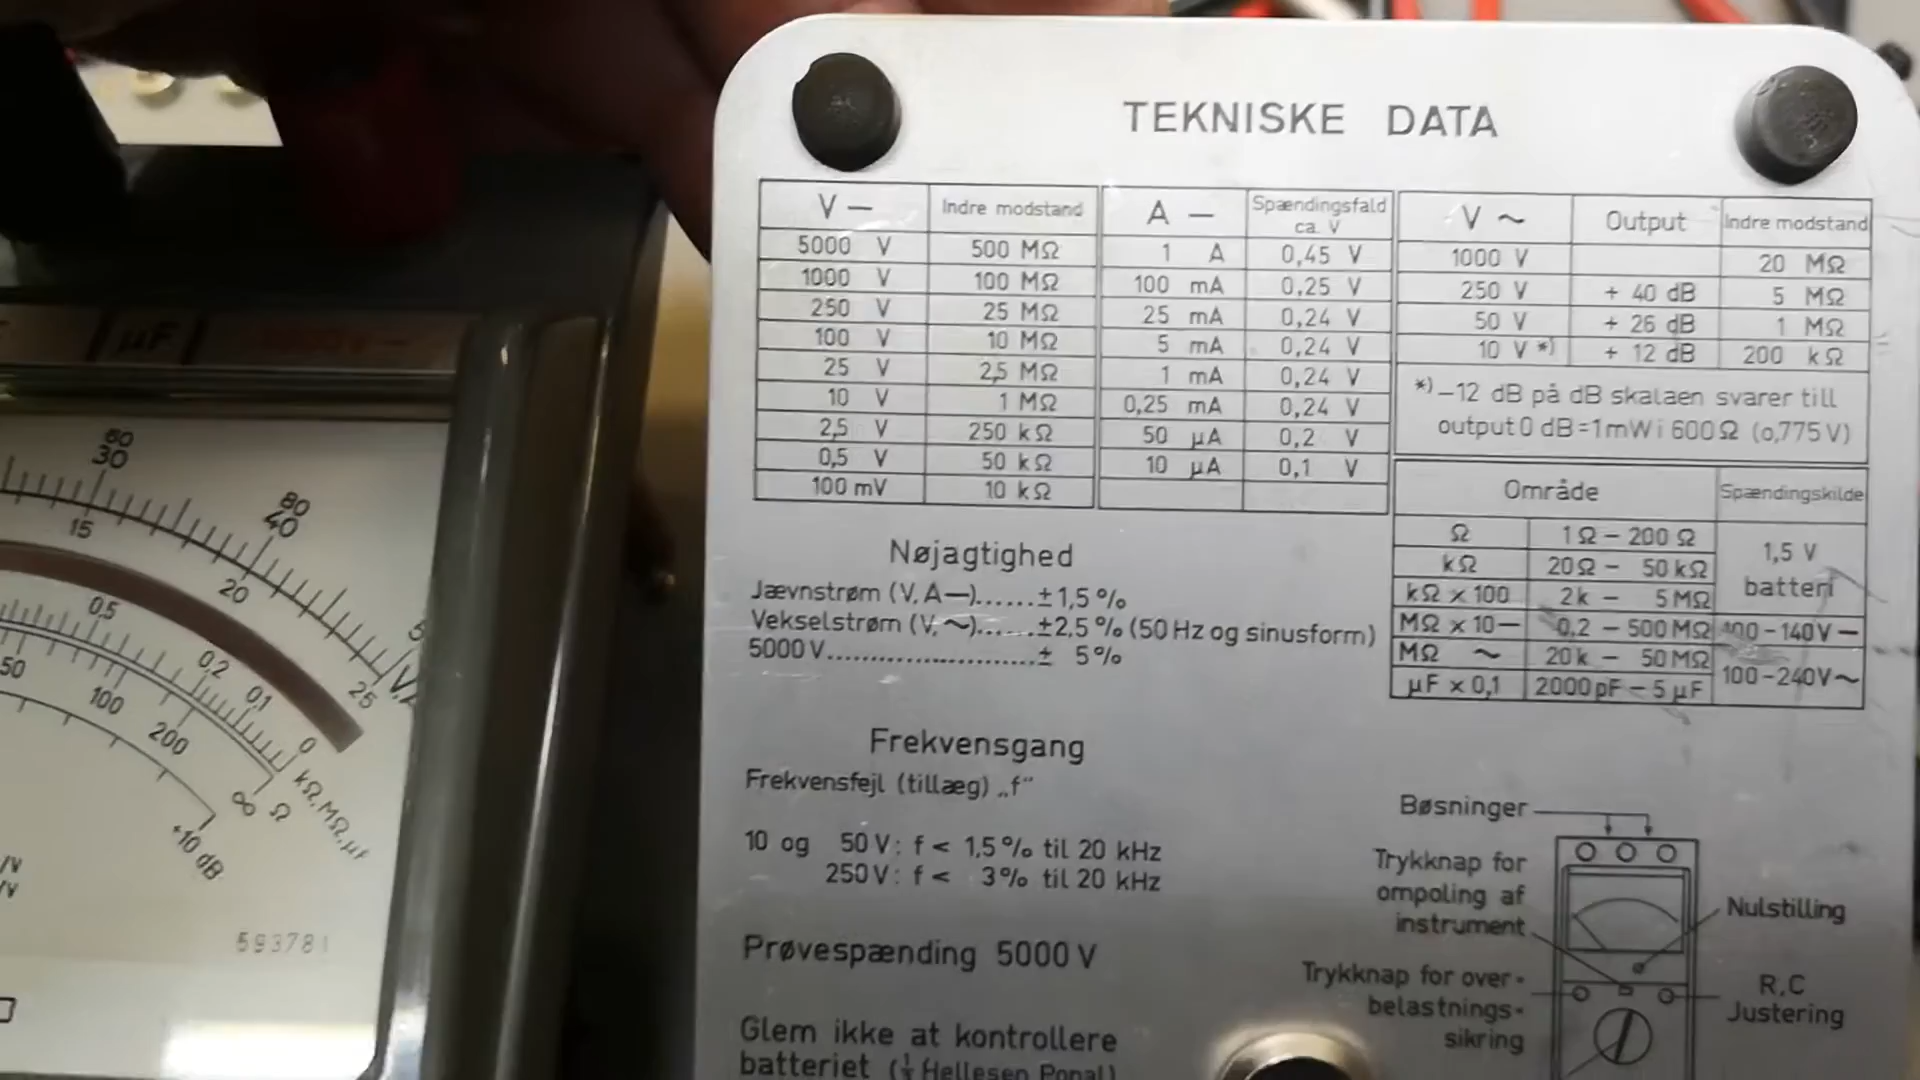 TEKNISKE DATA
V — Indre modstand
5000 V 500 MΩ
1000 V 100 MΩ
250 V 25 MΩ
100 V 10 MΩ
25 V 2,5 MΩ
10 V 1 MΩ
2,5 V 250 kΩ
0,5 V 50 kΩ
100 mV 10 kΩ
A — Spændingsfald
ca. V
1 A 0,45 V
100 mA 0,25 V
25 mA 0,24 V
5 mA 0,24 V
1 mA 0,24 V
0,25 mA 0,24 V
50 μA 0,2 V
10 μA 0,1 V
V ~ Output Indre modstand
1000 V 20 MΩ
250 V + 40 dB 5 MΩ
50 V + 26 dB 1 MΩ
10 V *) + 12 dB 200 kΩ
*) –12 dB på dB skalaen svarer till
output 0 dB = 1 mW i 600 Ω (0,775 V)
Område Spændingskilde
Ω 1 Ω – 200 Ω
kΩ 20 Ω – 50 kΩ
kΩ x 100 2 k – 5 MΩ
1,5 V
batteri
MΩ x 10 — 0,2 – 500 MΩ 100 – 140 V —
MΩ ~ 20 k – 50 MΩ
μF x 0,1 2000 pF – 5 μF
100 – 240 V ~
Nøjagtighed
Jævnstrøm (V, A—)......± 1,5 %
Vekselstrøm (V, ~)......±2,5 % (50 Hz og sinusform)
5000 V........................± 5 %
Frekvensgang
Frekvensfejl (tillæg) „f“
10 og 50 V: f < 1,5 % til 20 kHz
250 V: f < 3 % til 20 kHz
Prøvespænding 5000 V
Glem ikke at kontrollere
batteriet (1 Hellesen Penal)
Bøsninger
Trykknap for
ompoling af
instrument
Trykknap for over-
belastnings-
sikring
Nulstilling
R,C
Justering
μF
60 80
30 40
15 20 25
V,
0,5 0,2 0,1 0
kΩ, MΩ, μF
50 100 200 ∞ Ω
+10 dB
/V
/V
593781